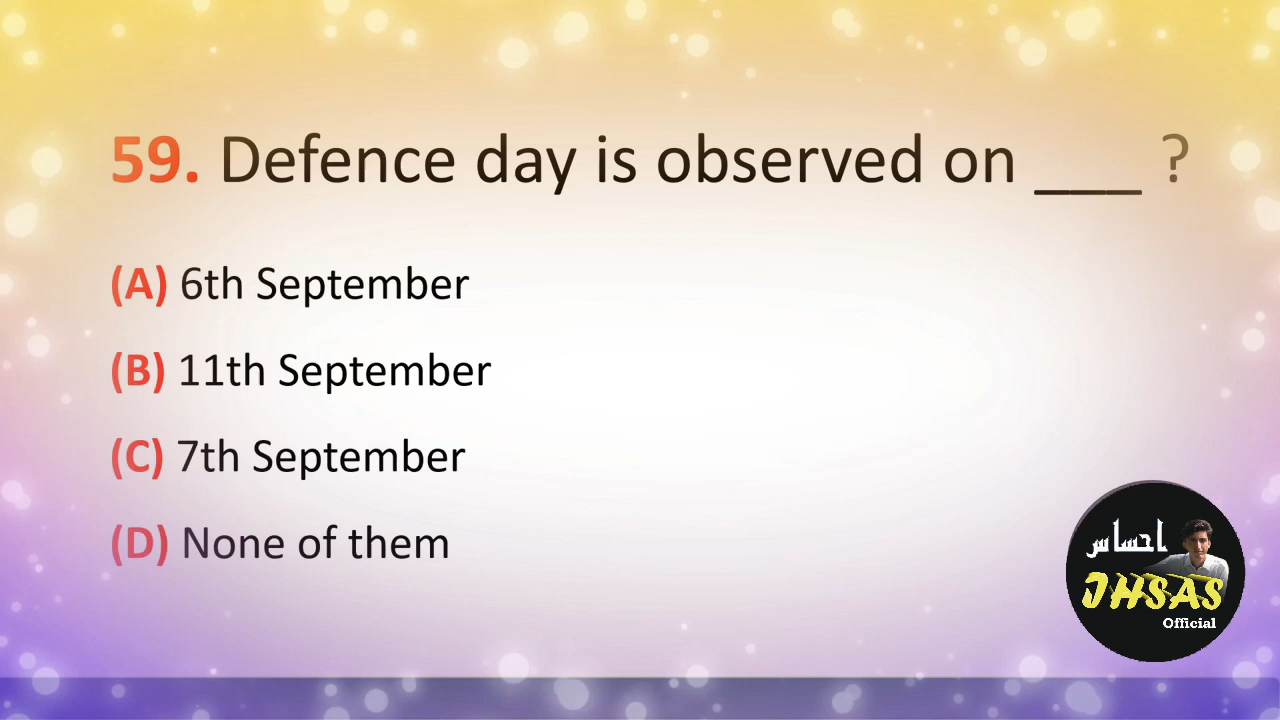 59. Defence day is observed on ___ ?
(A) 6th September
(B) 11th September
(C) 7th September
(D) None of them
احساس
IHSAS
Official